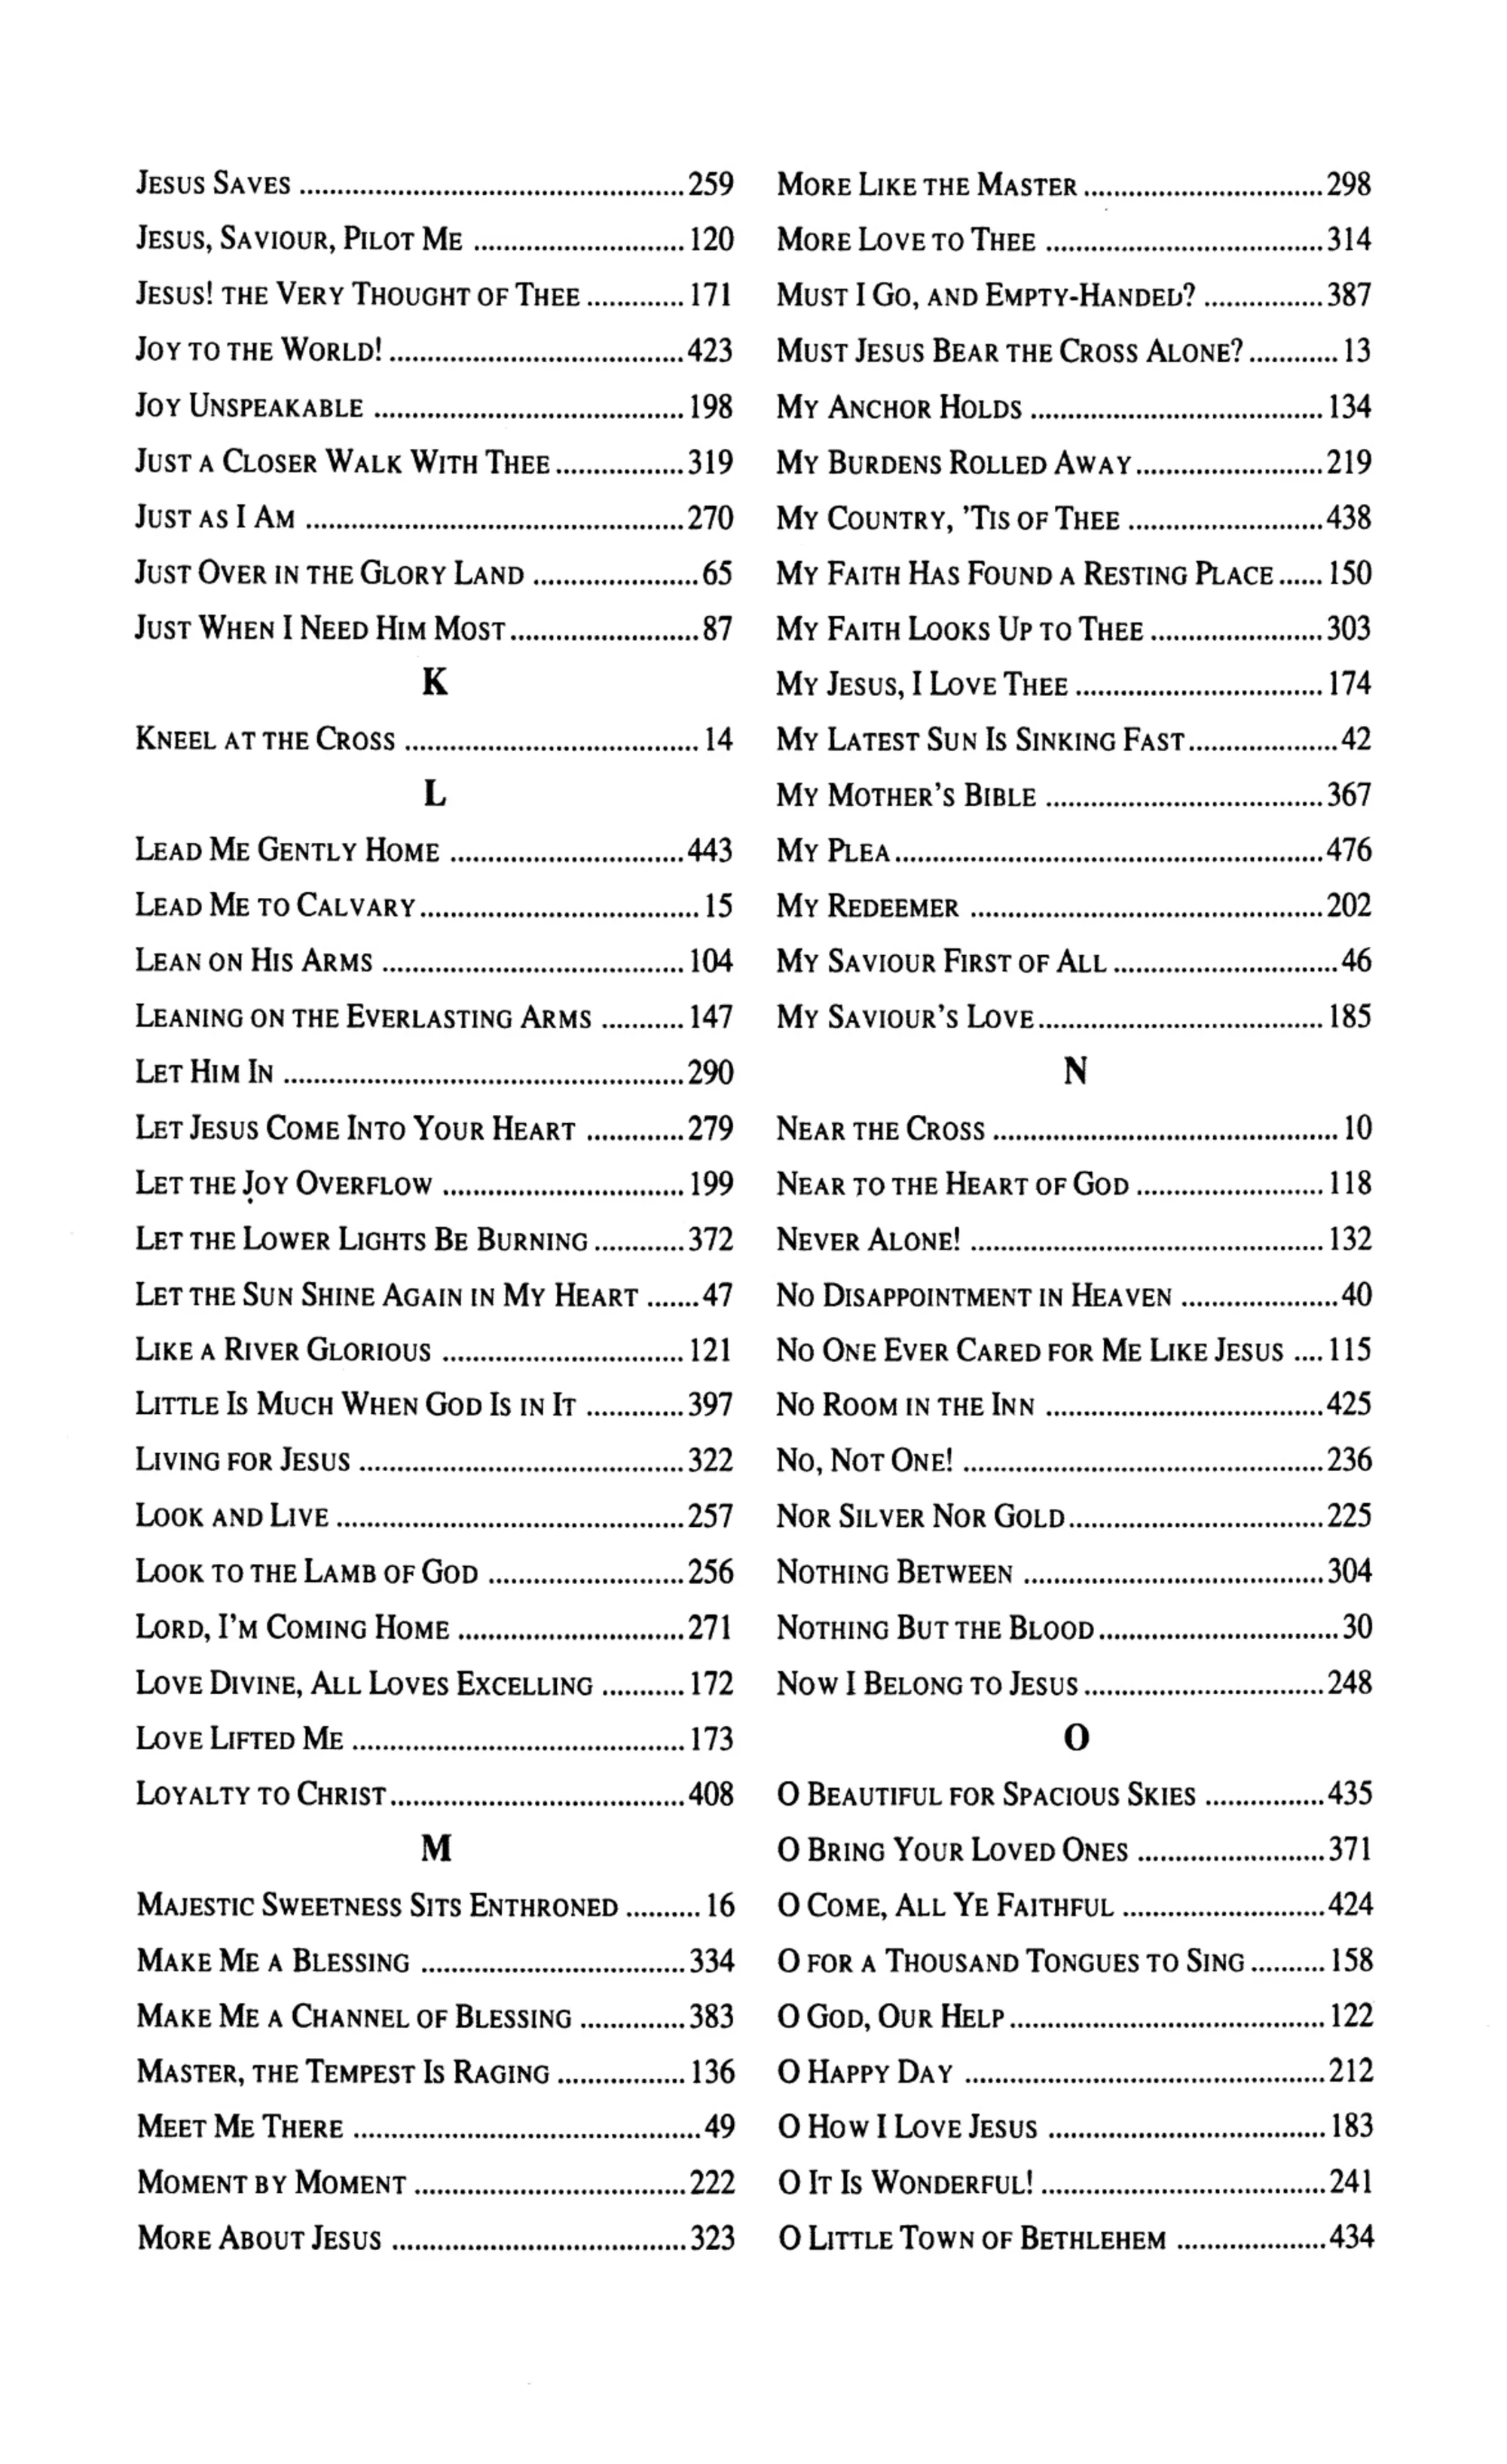 Jesus Saves ..... 259
Jesus, Saviour, Pilot Me ..... 120
Jesus! the Very Thought of Thee ..... 171
Joy to the World! ..... 423
Joy Unspeakable ..... 198
Just a Closer Walk With Thee ..... 319
Just as I Am ..... 270
Just Over in the Glory Land ..... 65
Just When I Need Him Most ..... 87
K
Kneel at the Cross ..... 14
L
Lead Me Gently Home ..... 443
Lead Me to Calvary ..... 15
Lean on His Arms ..... 104
Leaning on the Everlasting Arms ..... 147
Let Him In ..... 290
Let Jesus Come Into Your Heart ..... 279
Let the Joy Overflow ..... 199
Let the Lower Lights Be Burning ..... 372
Let the Sun Shine Again in My Heart ..... 47
Like a River Glorious ..... 121
Little Is Much When God Is in It ..... 397
Living for Jesus ..... 322
Look and Live ..... 257
Look to the Lamb of God ..... 256
Lord, I'm Coming Home ..... 271
Love Divine, All Loves Excelling ..... 172
Love Lifted Me ..... 173
Loyalty to Christ ..... 408
M
Majestic Sweetness Sits Enthroned ..... 16
Make Me a Blessing ..... 334
Make Me a Channel of Blessing ..... 383
Master, the Tempest Is Raging ..... 136
Meet Me There ..... 49
Moment by Moment ..... 222
More About Jesus ..... 323
More Like the Master ..... 298
More Love to Thee ..... 314
Must I Go, and Empty-Handed? ..... 387
Must Jesus Bear the Cross Alone? ..... 13
My Anchor Holds ..... 134
My Burdens Rolled Away ..... 219
My Country, 'Tis of Thee ..... 438
My Faith Has Found a Resting Place ..... 150
My Faith Looks Up to Thee ..... 303
My Jesus, I Love Thee ..... 174
My Latest Sun Is Sinking Fast ..... 42
My Mother's Bible ..... 367
My Plea ..... 476
My Redeemer ..... 202
My Saviour First of All ..... 46
My Saviour's Love ..... 185
N
Near the Cross ..... 10
Near to the Heart of God ..... 118
Never Alone! ..... 132
No Disappointment in Heaven ..... 40
No One Ever Cared for Me Like Jesus .... 115
No Room in the Inn ..... 425
No, Not One! ..... 236
Nor Silver Nor Gold ..... 225
Nothing Between ..... 304
Nothing But the Blood ..... 30
Now I Belong to Jesus ..... 248
O
O Beautiful for Spacious Skies ..... 435
O Bring Your Loved Ones ..... 371
O Come, All Ye Faithful ..... 424
O for a Thousand Tongues to Sing ..... 158
O God, Our Help ..... 122
O Happy Day ..... 212
O How I Love Jesus ..... 183
O It Is Wonderful! ..... 241
O Little Town of Bethlehem ..... 434